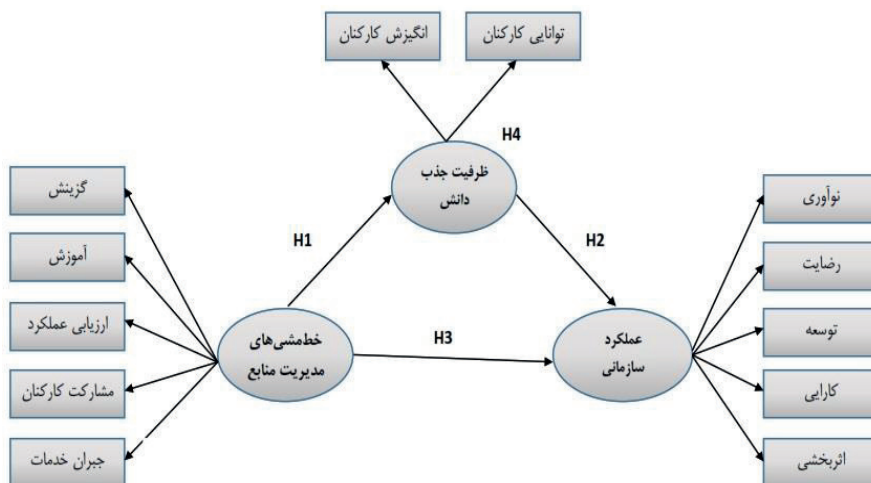 انگیزش کارکنان
توانایی کارکنان
H4
ظرفیت جذب
دانش
گزینش
آموزش
ارزیابی عملکرد
مشارکت کارکنان
جبران خدمات
H1
H2
H3
خط‌مشی‌های
مدیریت منابع
عملکرد
سازمانی
نوآوری
رضایت
توسعه
کارایی
اثربخشی